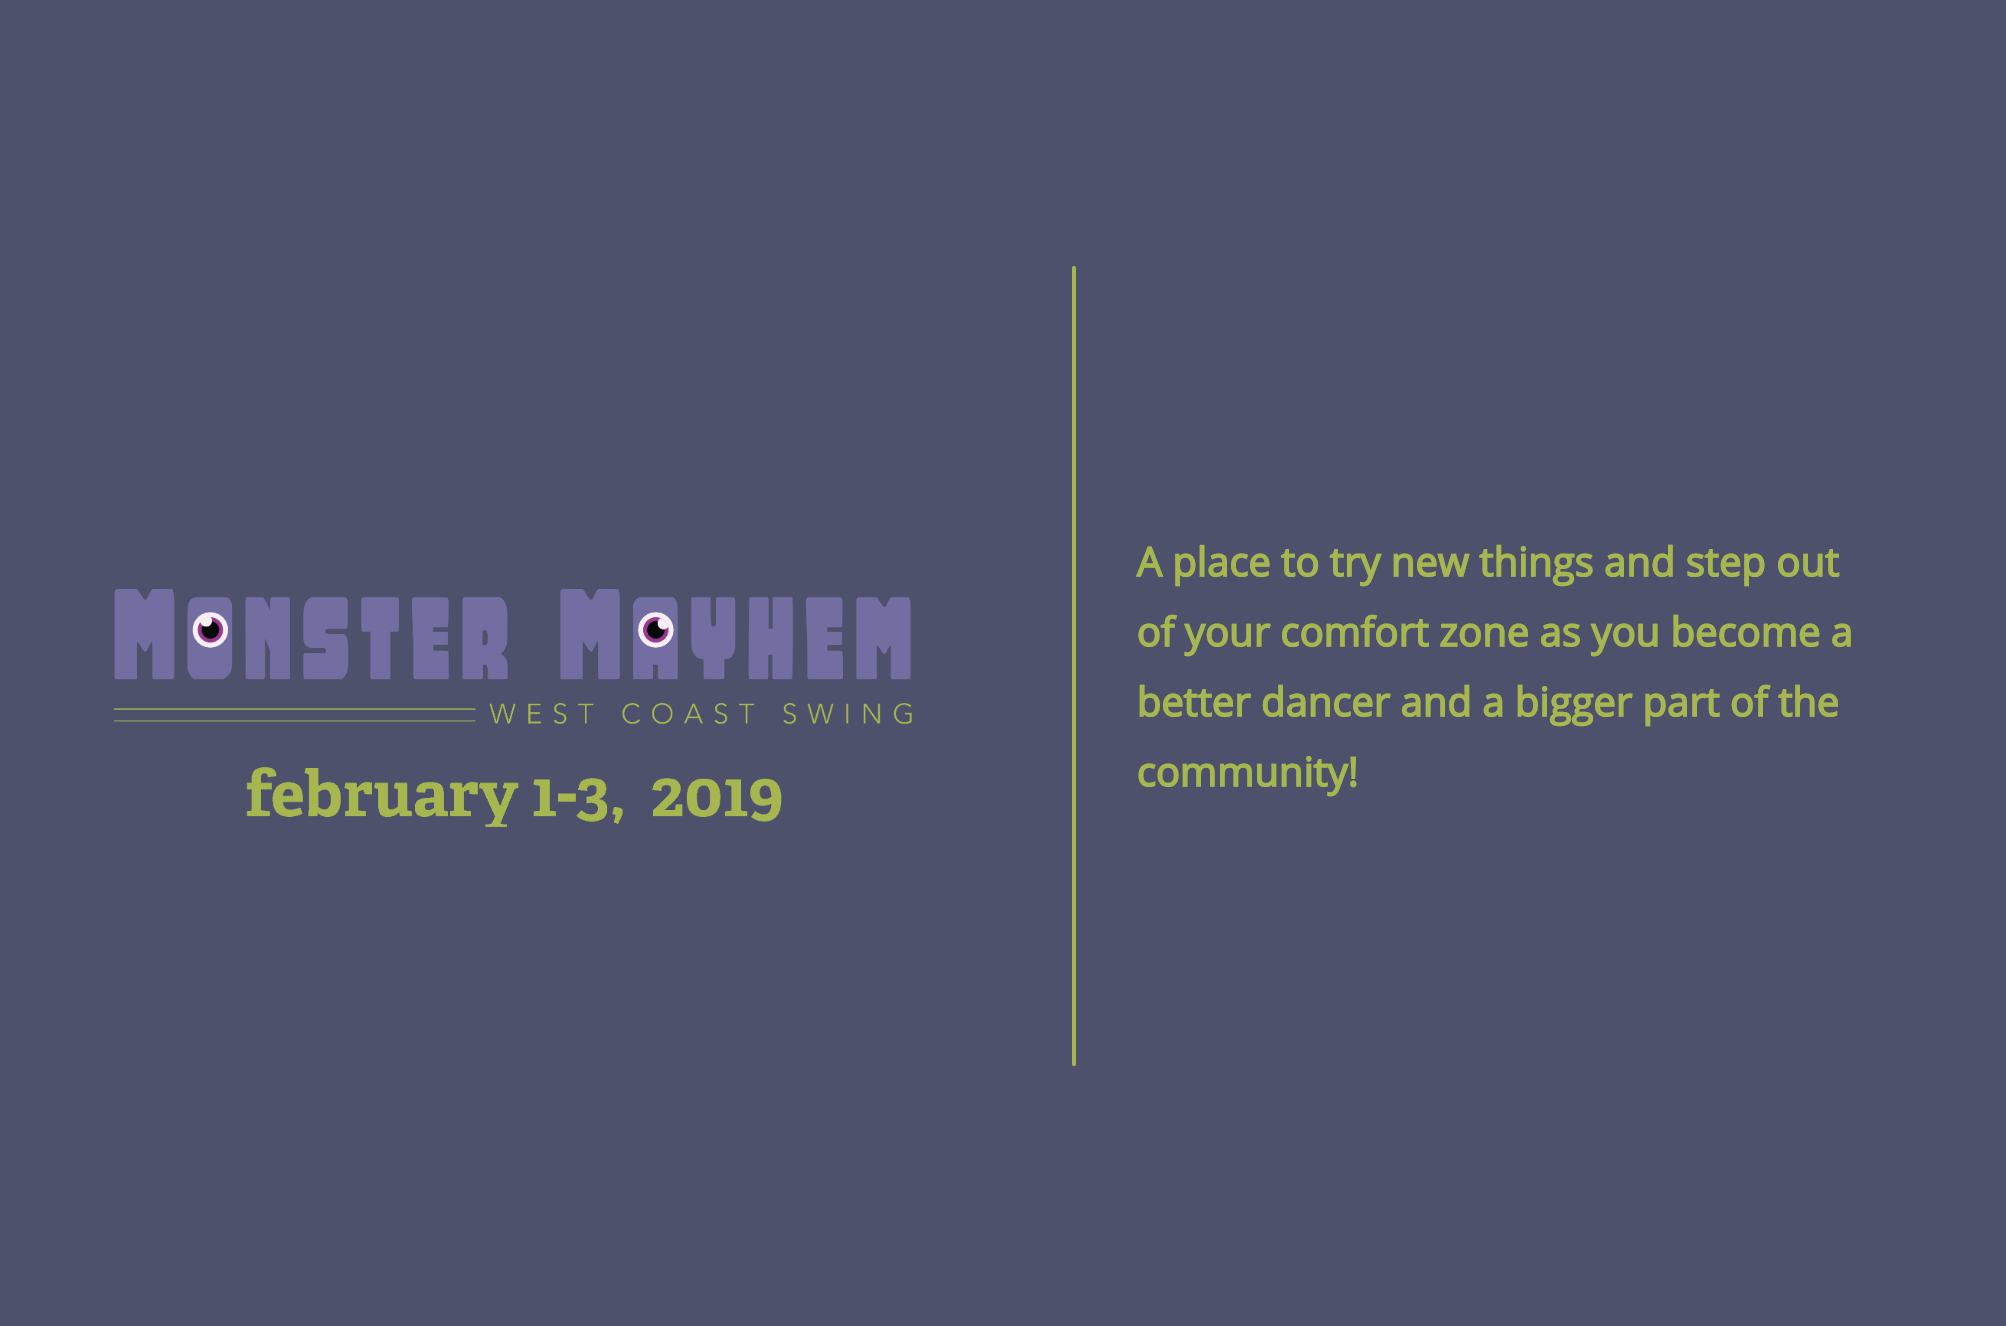 MONSTER MAYHEM
WEST COAST SWING
february 1-3, 2019
A place to try new things and step out
of your comfort zone as you become a
better dancer and a bigger part of the
community!